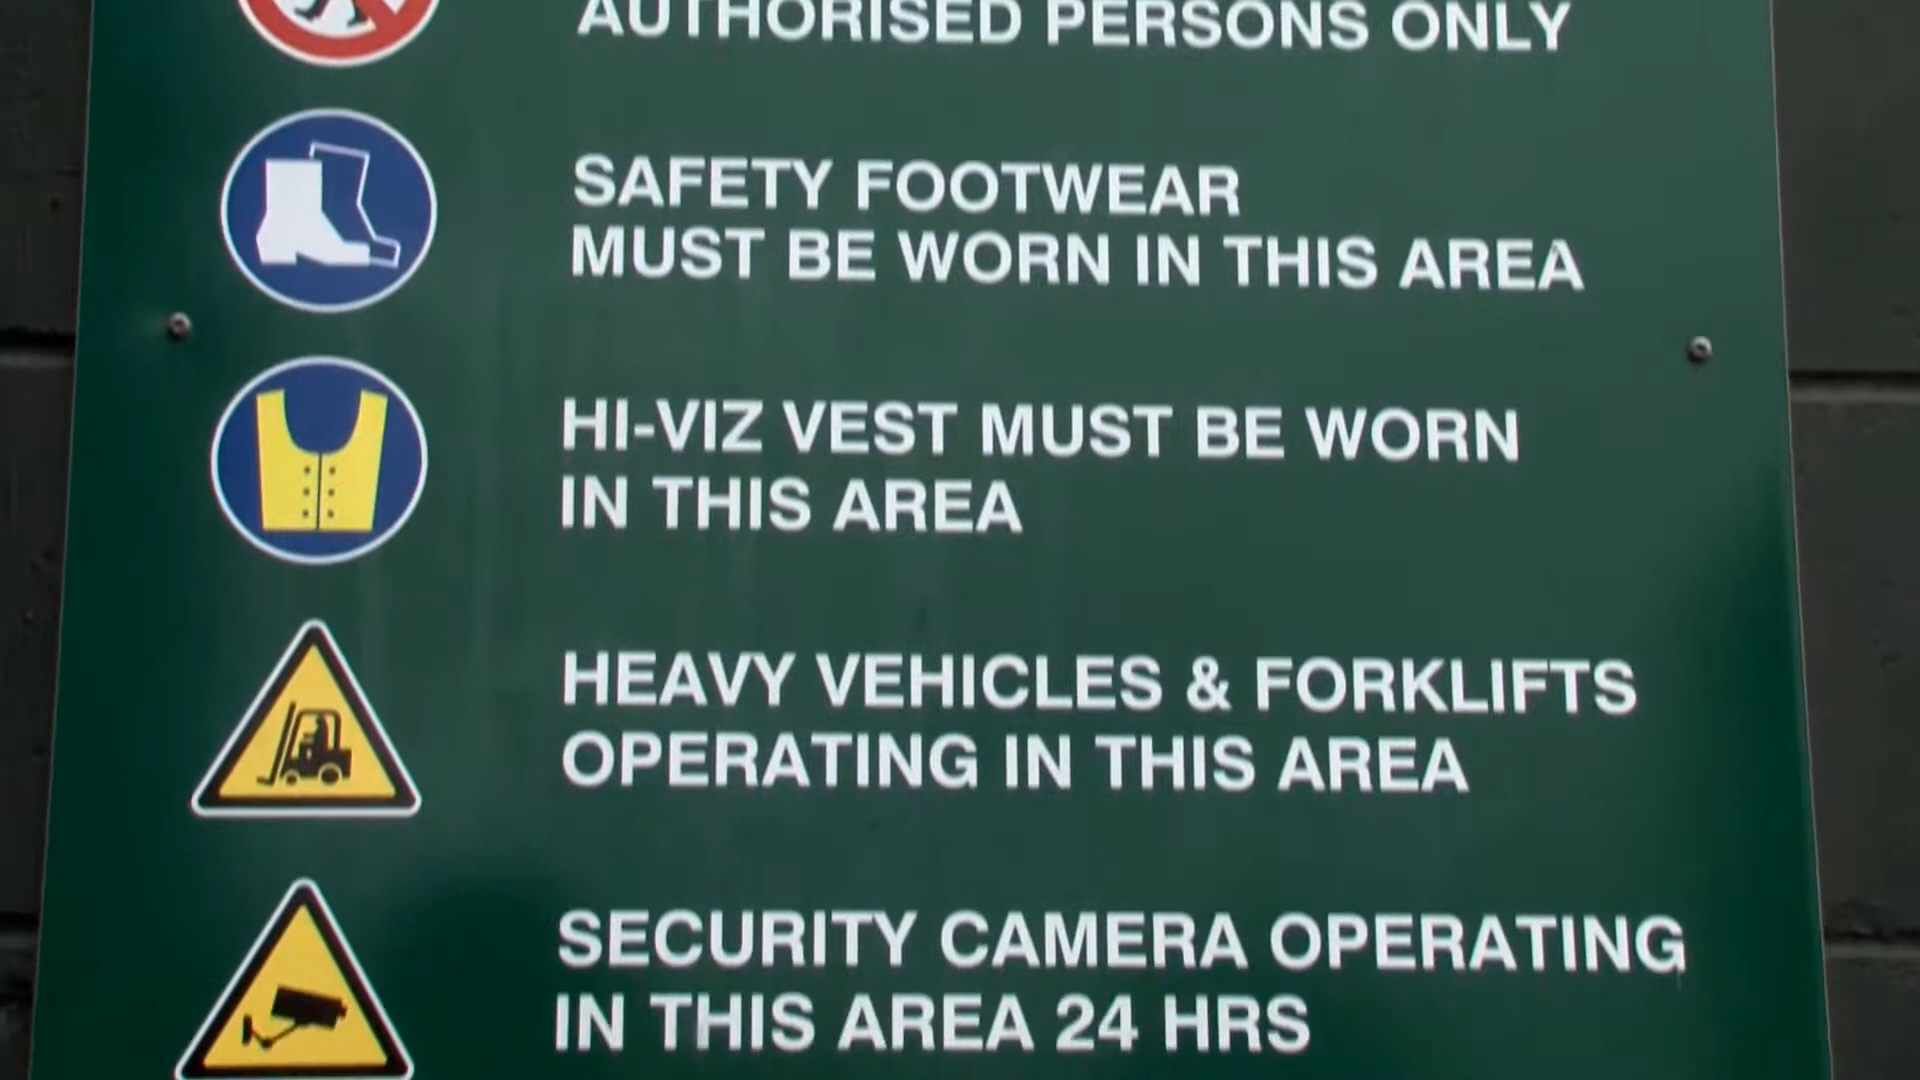 AUTHORISED PERSONS ONLY
SAFETY FOOTWEAR
MUST BE WORN IN THIS AREA
HI-VIZ VEST MUST BE WORN
IN THIS AREA
HEAVY VEHICLES & FORKLIFTS
OPERATING IN THIS AREA
SECURITY CAMERA OPERATING
IN THIS AREA 24 HRS